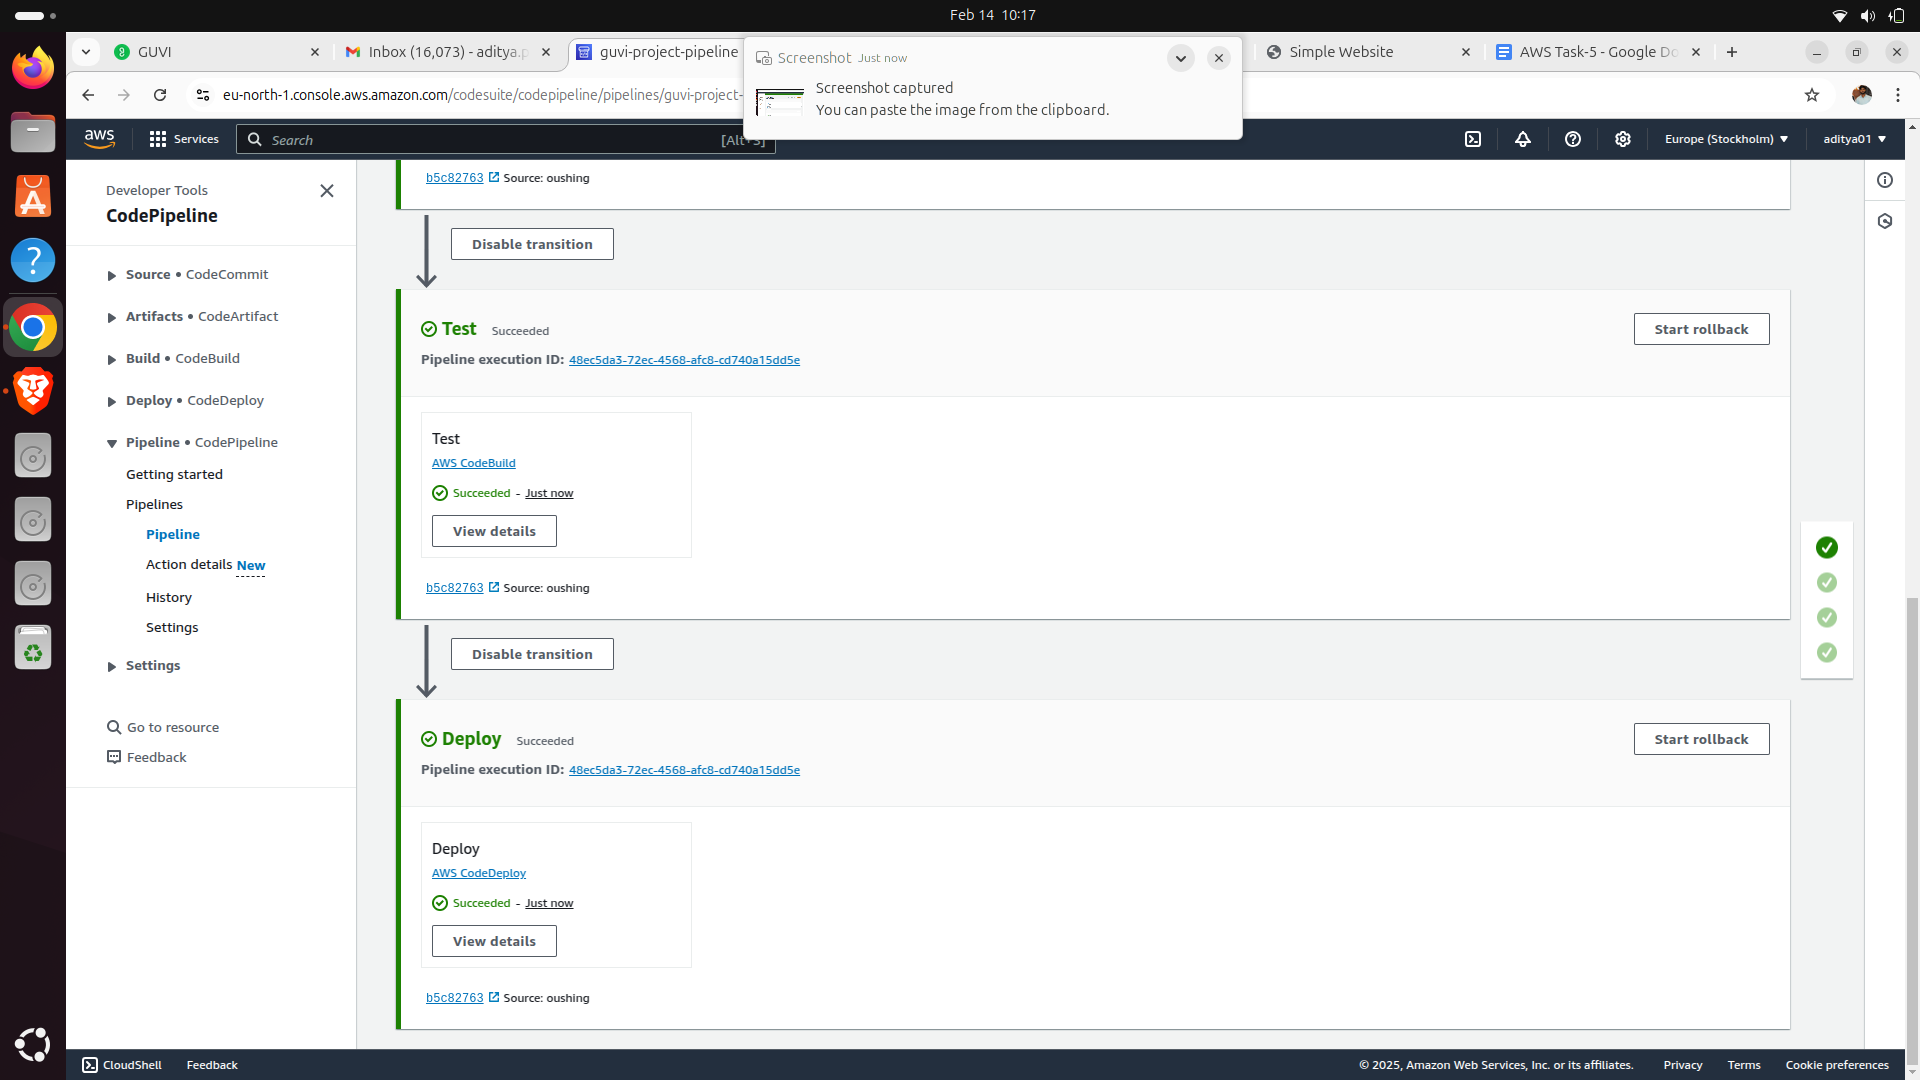 Feb 14 10:17
GUVI
Inbox (16,073) - aditya.p
guvi-project-pipeline
Simple Website
AWS Task-5 - Google Do
Screenshot Just now
Screenshot captured
You can paste the image from the clipboard.
eu-north-1.console.aws.amazon.com/codesuite/codepipeline/pipelines/guvi-project-
aws
Services
Search
[Alt+S]
Europe (Stockholm)
aditya01
Developer Tools
CodePipeline
Source • CodeCommit
Artifacts • CodeArtifact
Build • CodeBuild
Deploy • CodeDeploy
Pipeline • CodePipeline
Getting started
Pipelines
Pipeline
Action details New
History
Settings
Settings
Go to resource
Feedback
b5c82763 Source: oushing
Disable transition
Test Succeeded
Start rollback
Pipeline execution ID: 48ec5da3-72ec-4568-afc8-cd740a15dd5e
Test
AWS CodeBuild
Succeeded - Just now
View details
b5c82763 Source: oushing
Disable transition
Deploy Succeeded
Start rollback
Pipeline execution ID: 48ec5da3-72ec-4568-afc8-cd740a15dd5e
Deploy
AWS CodeDeploy
Succeeded - Just now
View details
b5c82763 Source: oushing
CloudShell
Feedback
© 2025, Amazon Web Services, Inc. or its affiliates.
Privacy
Terms
Cookie preferences